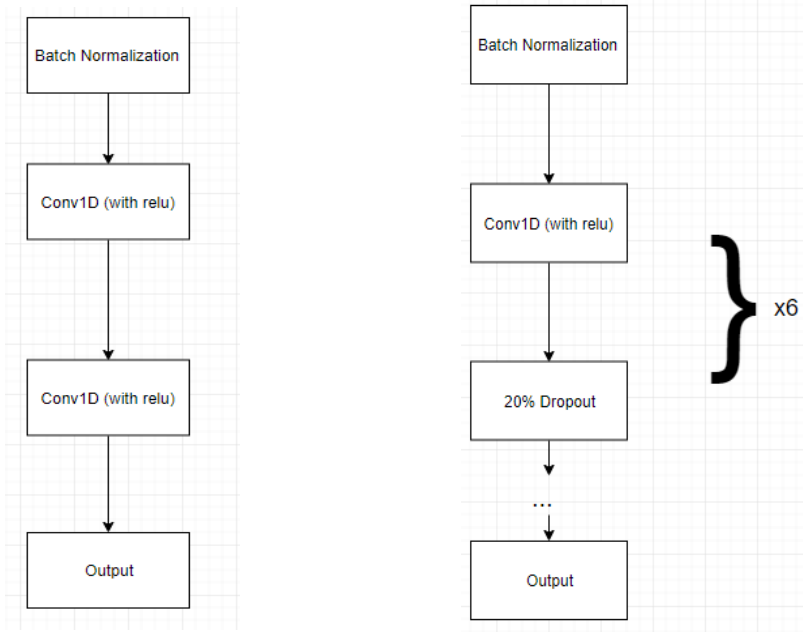 Batch Normalization
Conv1D (with relu)
Conv1D (with relu)
Output
Batch Normalization
Conv1D (with relu)
} x6
20% Dropout
...
Output